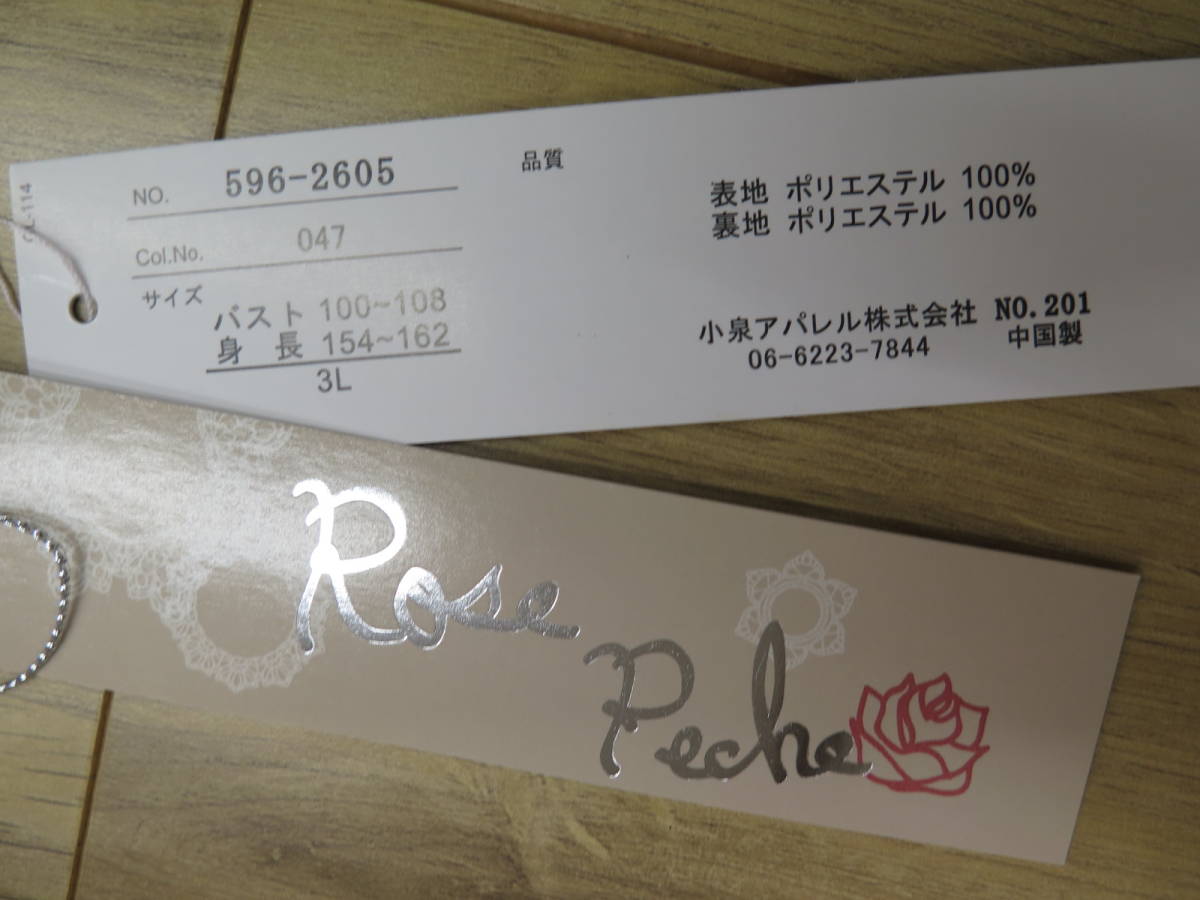 NO. 596-2605
Col.No. 047
サイズ
バスト 100~108
身 長 154~162
3L
品質
表地 ポリエステル 100%
裏地 ポリエステル 100%
小泉アパレル株式会社 NO.201
06-6223-7844 中国製
Rose
Peche